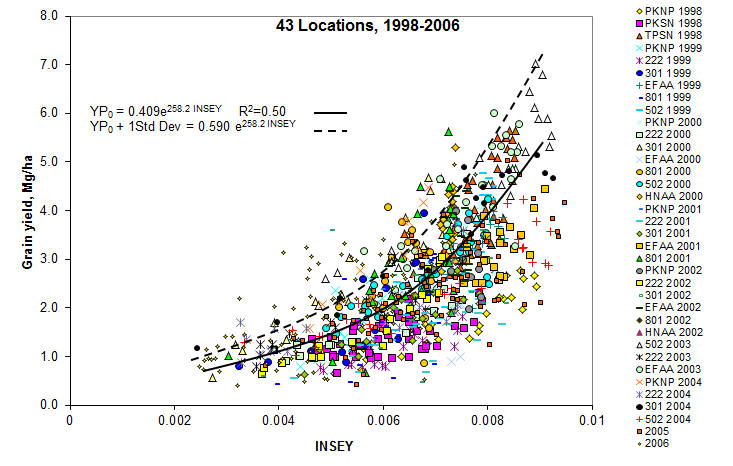 43 Locations, 1998-2006
YP0 = 0.409e258.2 INSEY R2=0.50
YP0 + 1Std Dev = 0.590 e258.2 INSEY
Grain yield, Mg/ha
8.0
7.0
6.0
5.0
4.0
3.0
2.0
1.0
0.0
0 0.002 0.004 0.006 0.008 0.01
INSEY
PKNP 1998
PKSN 1998
TPSN 1998
PKNP 1999
222 1999
301 1999
EFAA 1999
801 1999
502 1999
PKNP 2000
222 2000
301 2000
EFAA 2000
801 2000
502 2000
HNAA 2000
PKNP 2001
222 2001
301 2001
EFAA 2001
801 2001
PKNP 2002
222 2002
301 2002
EFAA 2002
801 2002
HNAA 2002
502 2003
222 2003
EFAA 2003
PKNP 2004
222 2004
301 2004
502 2004
2005
2006